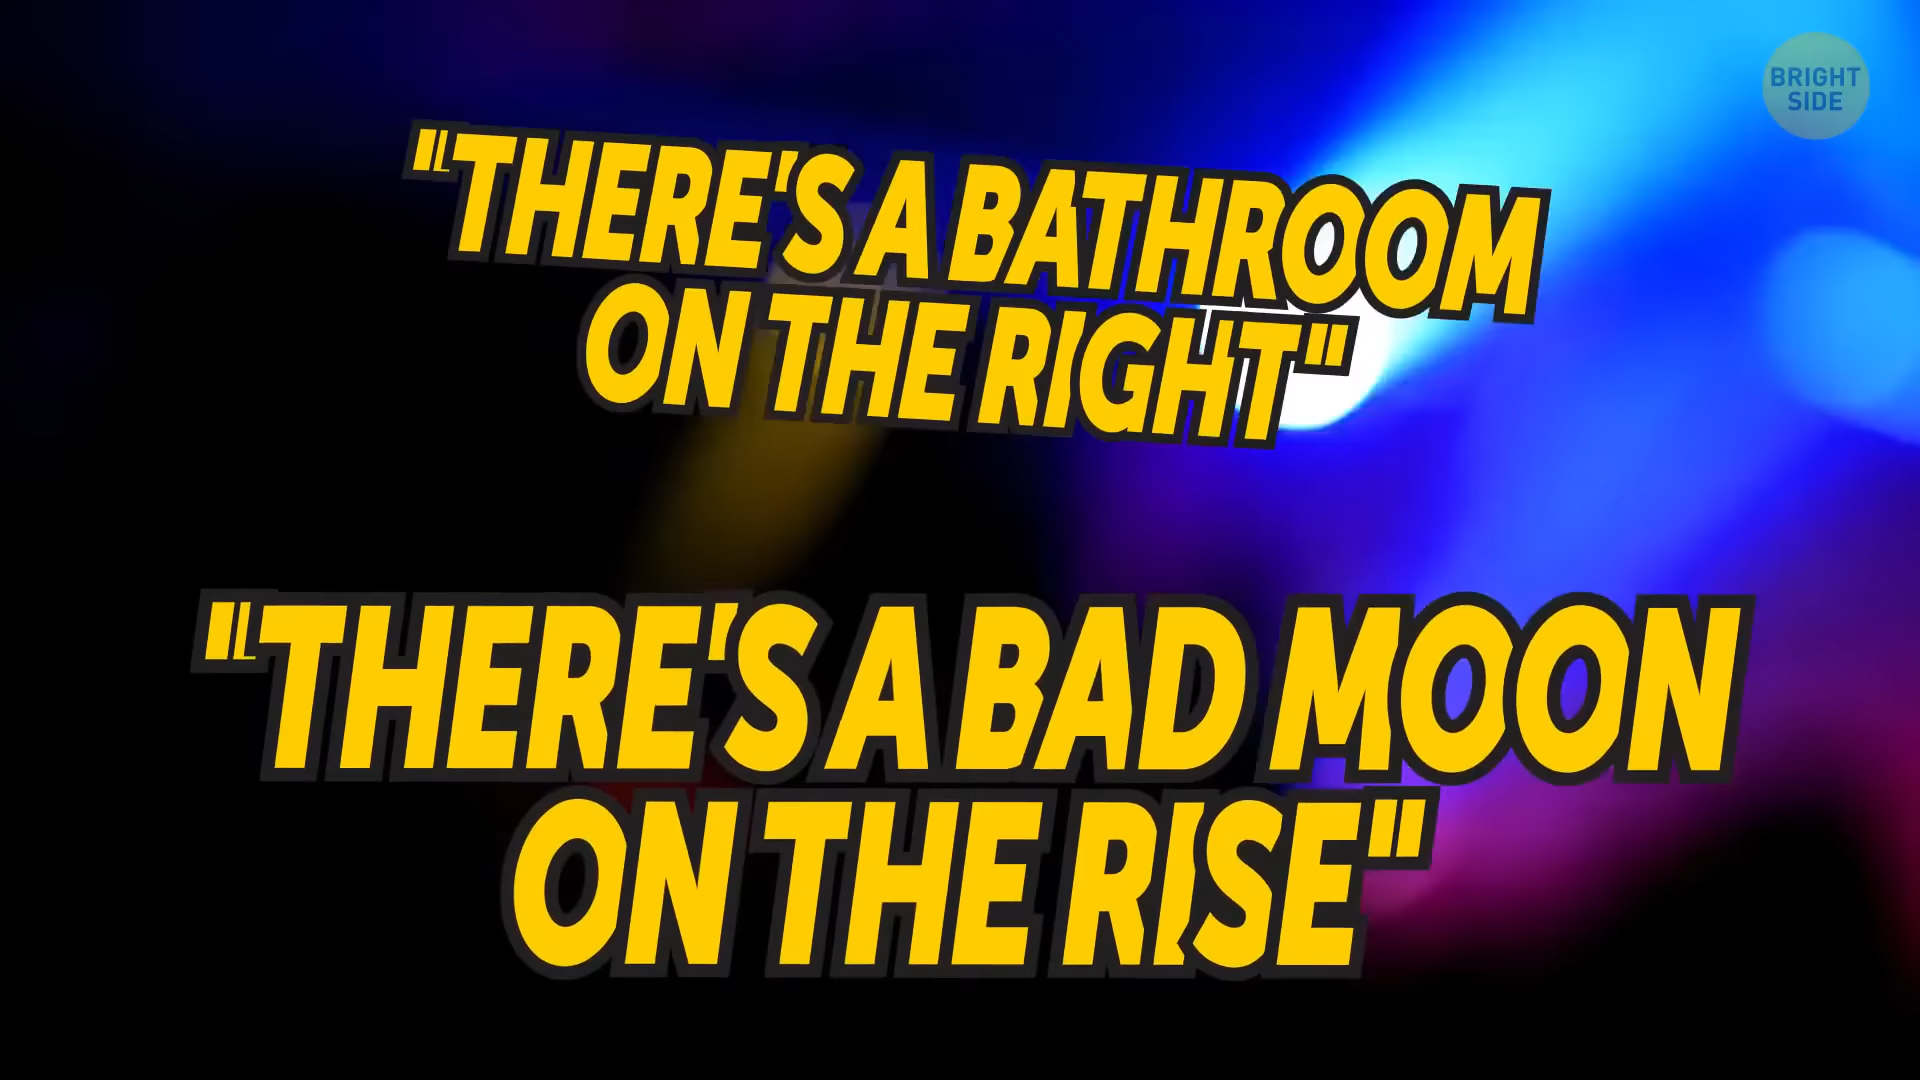 BRIGHT
SIDE
"THERE'S A BATHROOM
ON THE RIGHT"
"THERE'S A BAD MOON
ON THE RISE"